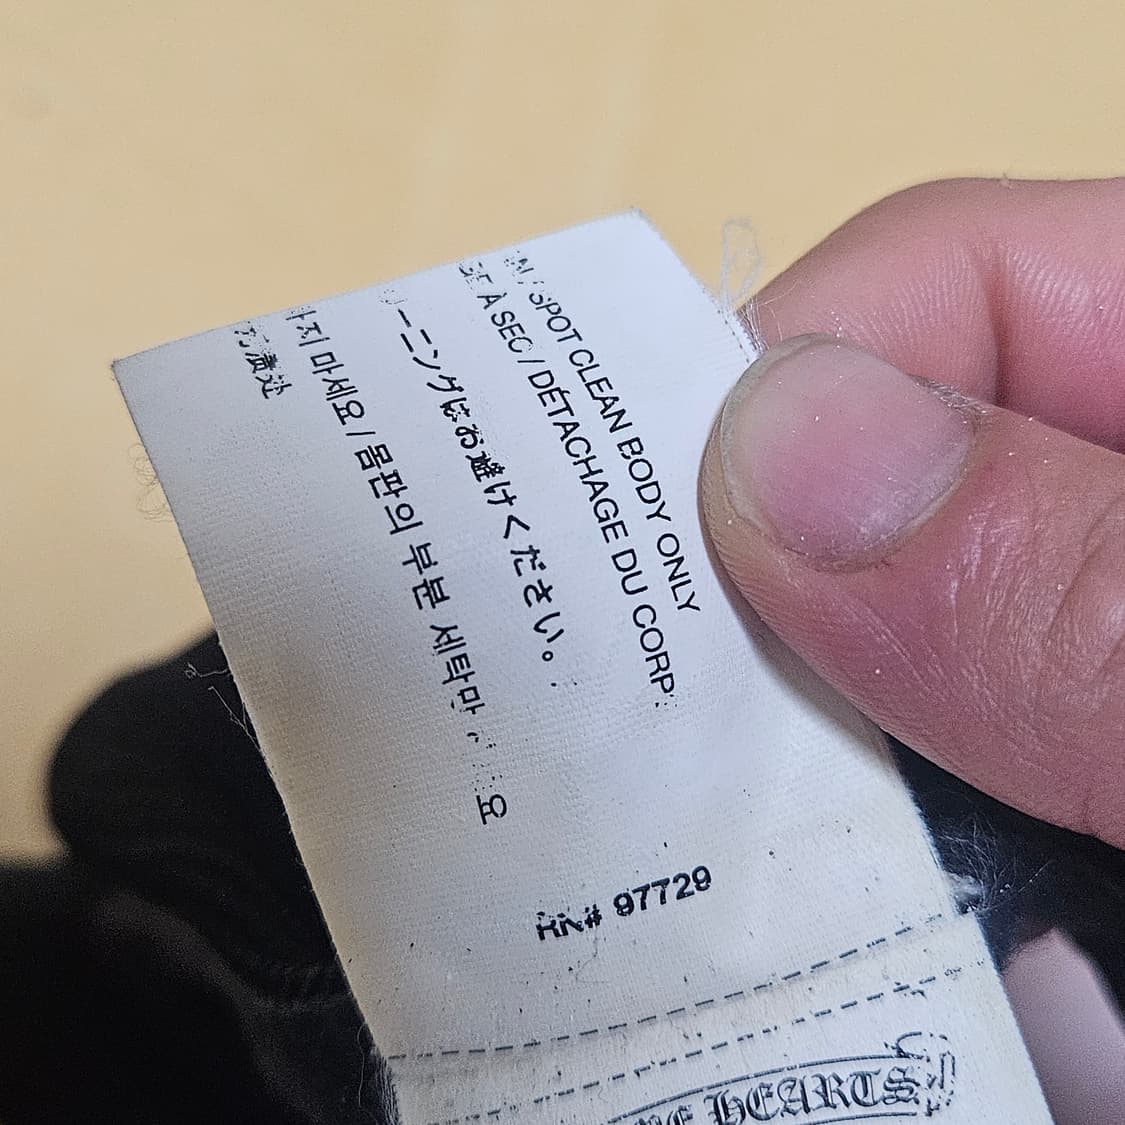 SPOT CLEAN BODY ONLY
À SEC / DÉTACHAGE DU CORP
ーニングはお避けください。
마세요 / 몸판의 부분 세탁만 요
RN# 97729
HEARTS